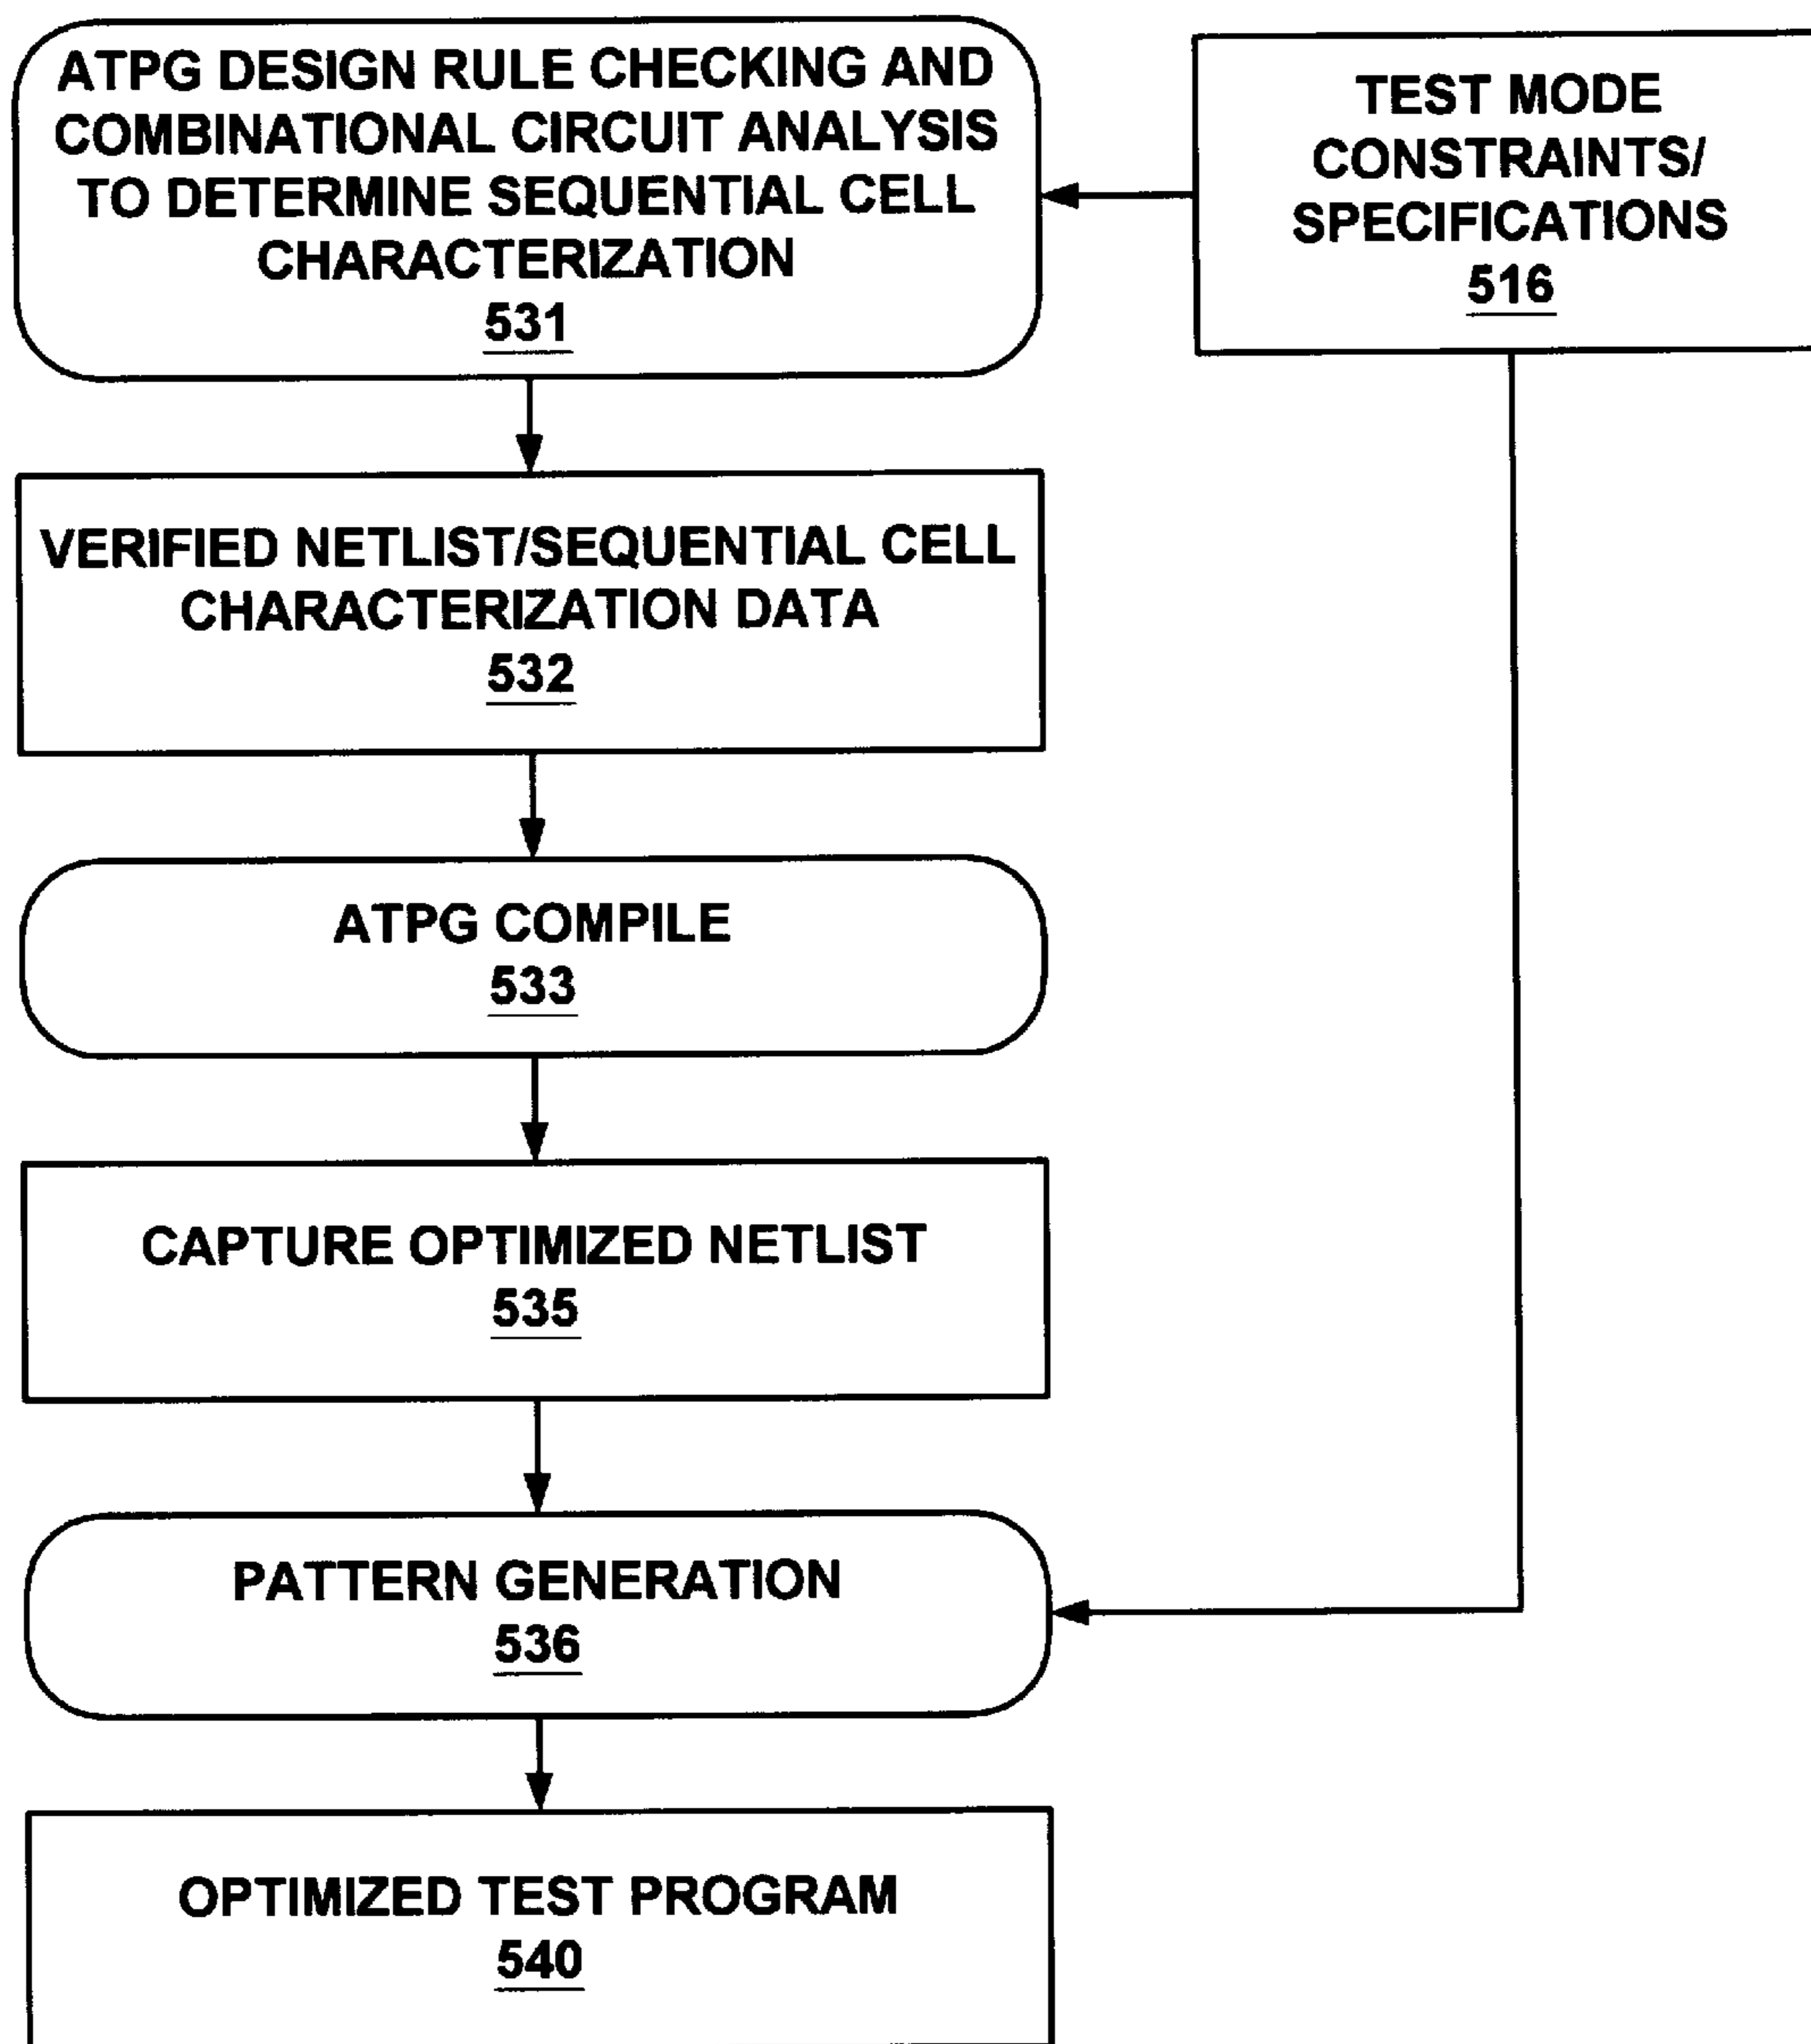 ATPG DESIGN RULE CHECKING AND
COMBINATIONAL CIRCUIT ANALYSIS
TO DETERMINE SEQUENTIAL CELL
CHARACTERIZATION
531
TEST MODE
CONSTRAINTS/
SPECIFICATIONS
516
VERIFIED NETLIST/SEQUENTIAL CELL
CHARACTERIZATION DATA
532
ATPG COMPILE
533
CAPTURE OPTIMIZED NETLIST
535
PATTERN GENERATION
536
OPTIMIZED TEST PROGRAM
540